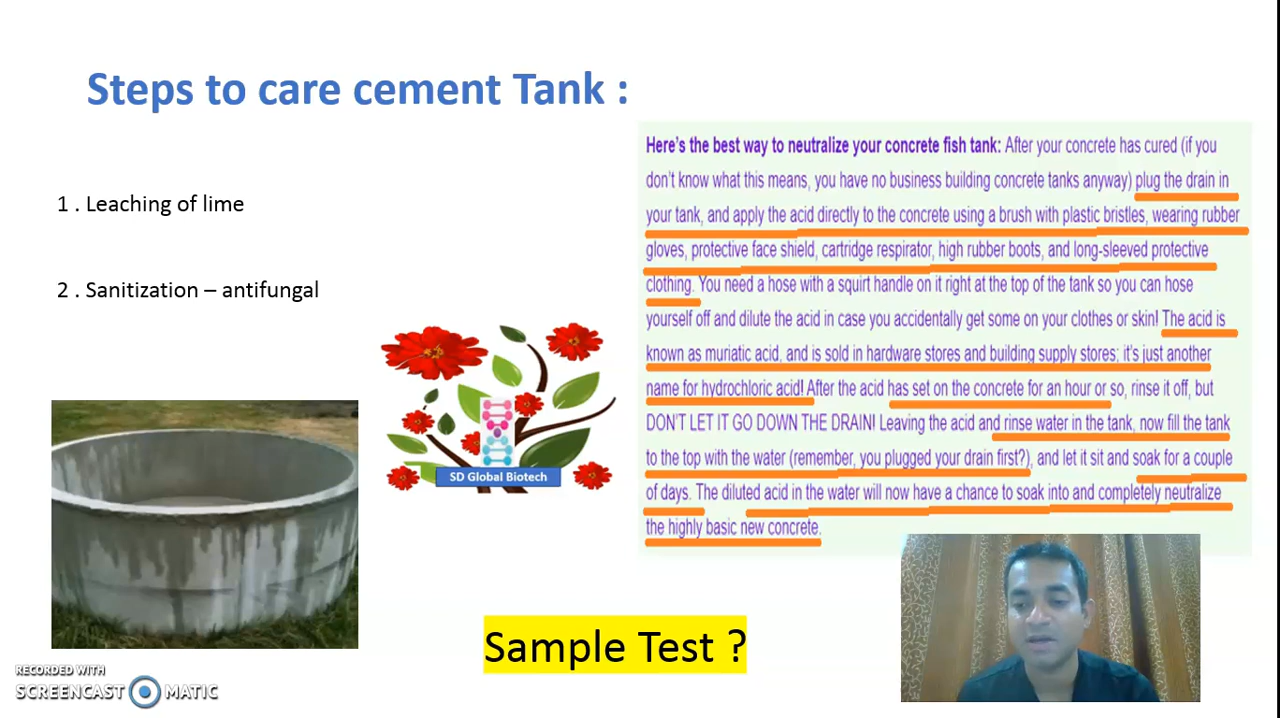 Steps to care cement Tank :
1 . Leaching of lime
2 . Sanitization – antifungal
Here's the best way to neutralize your concrete fish tank: After your concrete has cured (if you
don't know what this means, you have no business building concrete tanks anyway) plug the drain in
your tank, and apply the acid directly to the concrete using a brush with plastic bristles, wearing rubber
gloves, protective face shield, cartridge respirator, high rubber boots, and long-sleeved protective
clothing. You need a hose with a squirt handle on it right at the top of the tank so you can hose
yourself off and dilute the acid in case you accidentally get some on your clothes or skin! The acid is
known as muriatic acid, and is sold in hardware stores and building supply stores; it's just another
name for hydrochloric acid! After the acid has set on the concrete for an hour or so, rinse it off, but
DON'T LET IT GO DOWN THE DRAIN! Leaving the acid and rinse water in the tank, now fill the tank
to the top with the water (remember, you plugged your drain first?), and let it sit and soak for a couple
of days. The diluted acid in the water will now have a chance to soak into and completely neutralize
the highly basic new concrete.
SD Global Biotech
Sample Test ?
RECORDED WITH
SCREENCAST MATIC